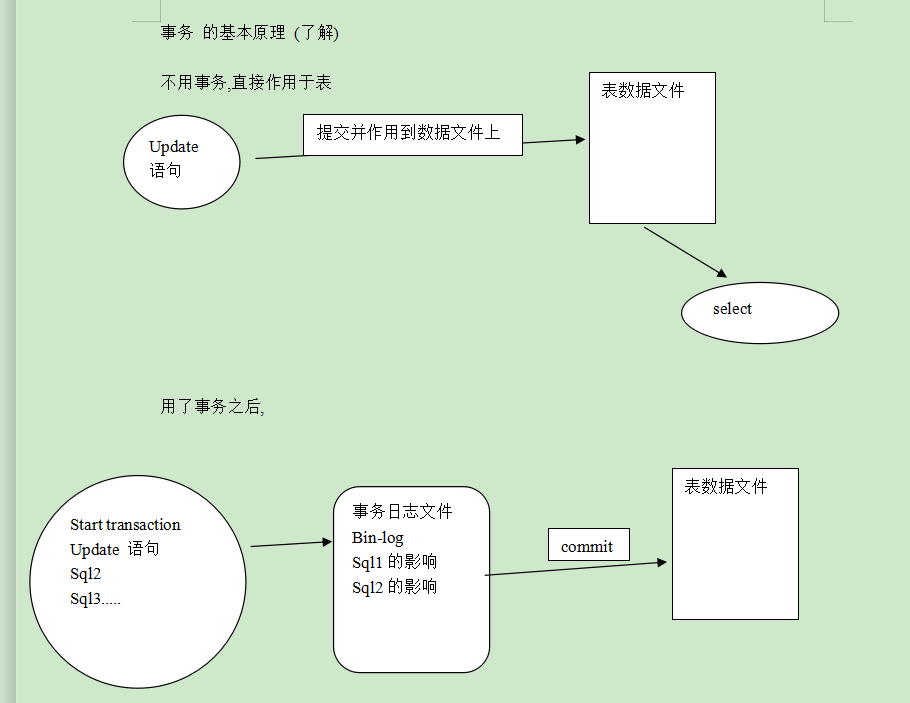 事务 的基本原理 (了解)
不用事务,直接作用于表
表数据文件
提交并作用到数据文件上
Update
语句
select
用了事务之后,
表数据文件
Start transaction
Update 语句
Sql2
Sql3.....
事务日志文件
Bin-log
Sql1 的影响
Sql2 的影响
commit